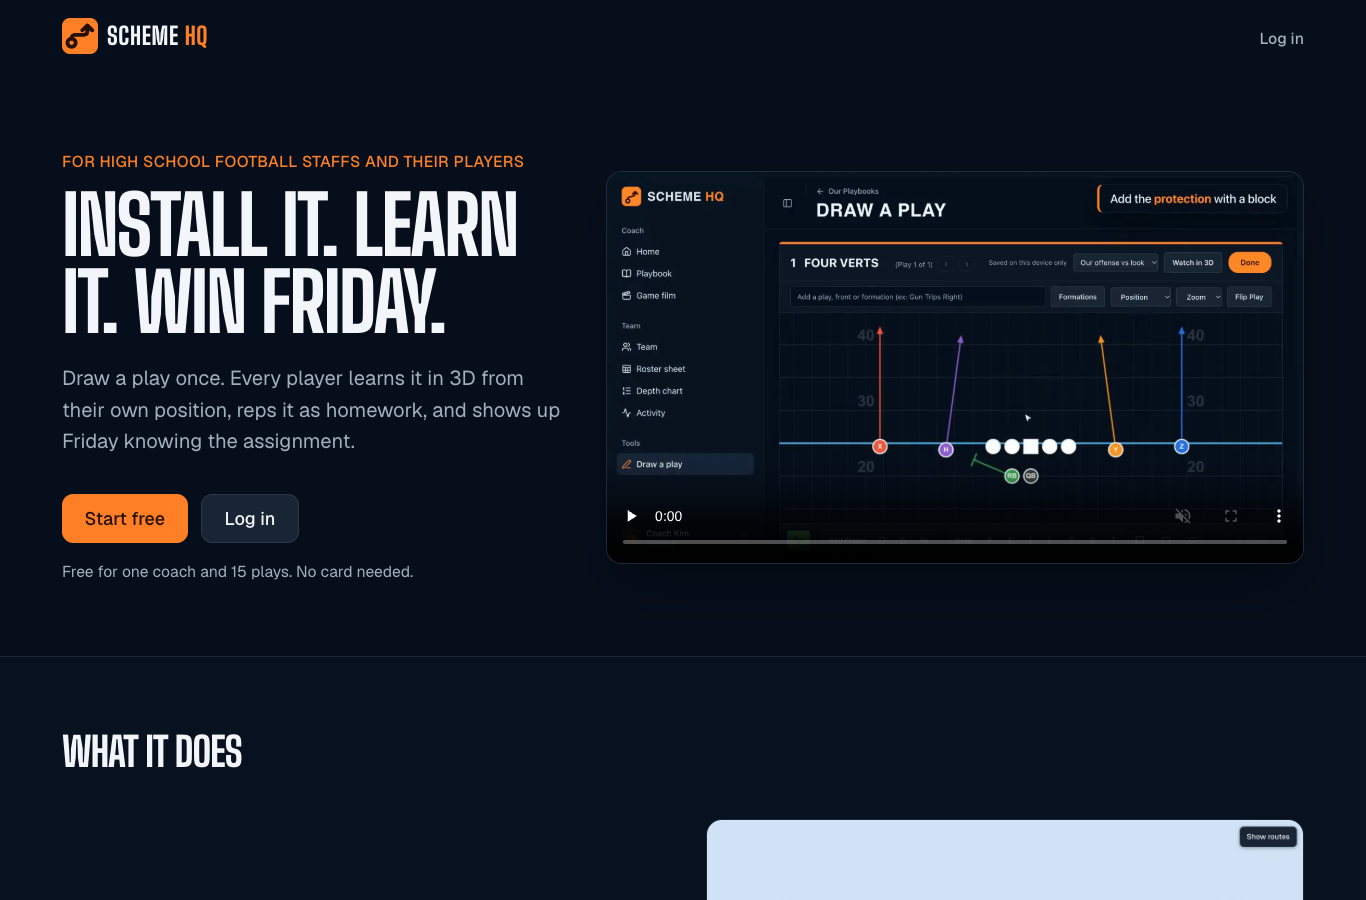 SCHEME HQ
Log in
FOR HIGH SCHOOL FOOTBALL STAFFS AND THEIR PLAYERS
INSTALL IT. LEARN
IT. WIN FRIDAY.
Draw a play once. Every player learns it in 3D from
their own position, reps it as homework, and shows up
Friday knowing the assignment.
Start free
Log in
Free for one coach and 15 plays. No card needed.
SCHEME HQ
Coach
Home
Playbook
Game film
Team
Team
Roster sheet
Depth chart
Activity
Tools
Draw a play
Coach Kim
← Our Playbooks
DRAW A PLAY
Add the protection with a block
1 FOUR VERTS (Play 1 of 1) Saved on this device only Our offense vs look Watch in 3D Done
Add a play, front or formation (ex: Gun Trips Right) Formations Position Zoom Flip Play
40 40
30 30
X H Y Z
20 20
RB QB
0:00
WHAT IT DOES
Show routes